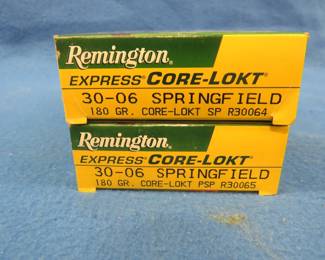 Remington.
EXPRESS® CORE-LOKT®
30-06 SPRINGFIELD
180 GR. CORE-LOKT SP R30064
Remington.
EXPRESS® CORE-LOKT®
30-06 SPRINGFIELD
180 GR. CORE-LOKT PSP R30065